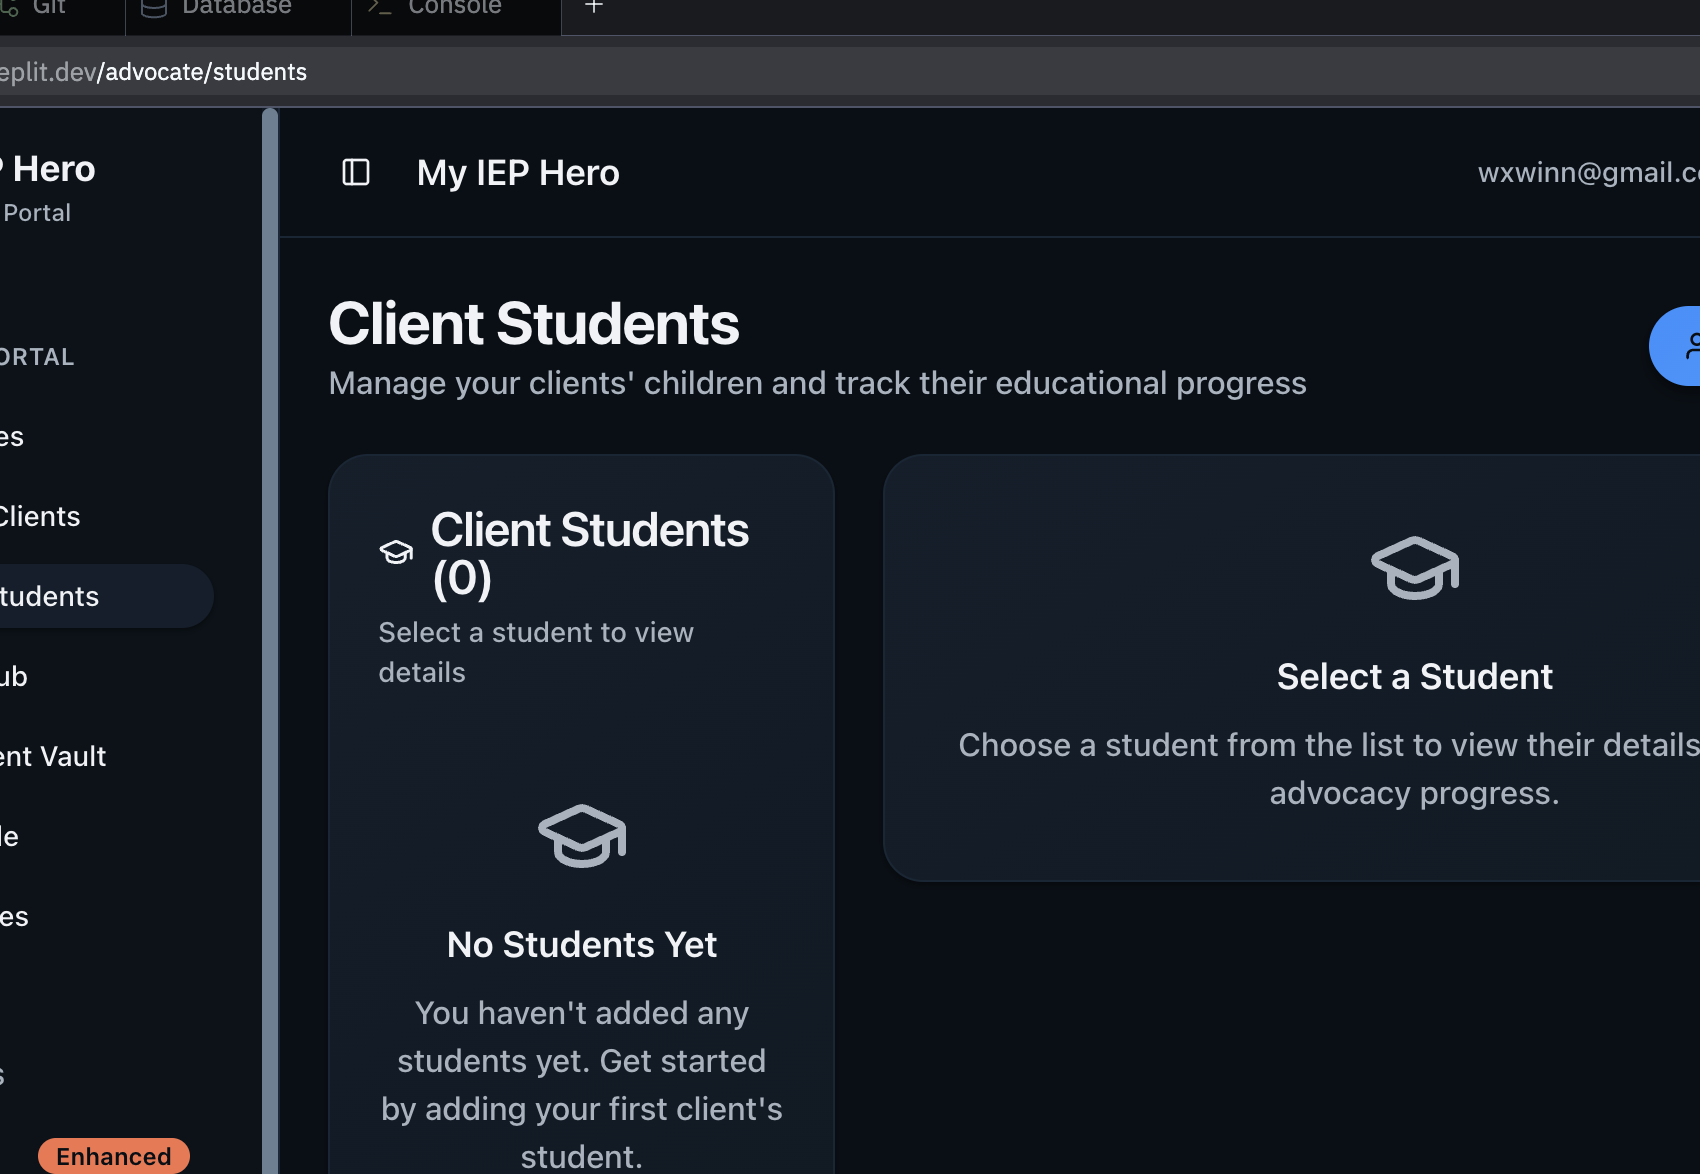 Git
Database
Console
eplit.dev/advocate/students
Hero
Portal
My IEP Hero
wxwinn@gmail.c
ORTAL
es
Clients
tudents
ub
ent Vault
le
es
s
Enhanced
Client Students
Manage your clients' children and track their educational progress
Client Students
(0)
Select a student to view
details
No Students Yet
You haven't added any
students yet. Get started
by adding your first client's
student.
Select a Student
Choose a student from the list to view their details
advocacy progress.